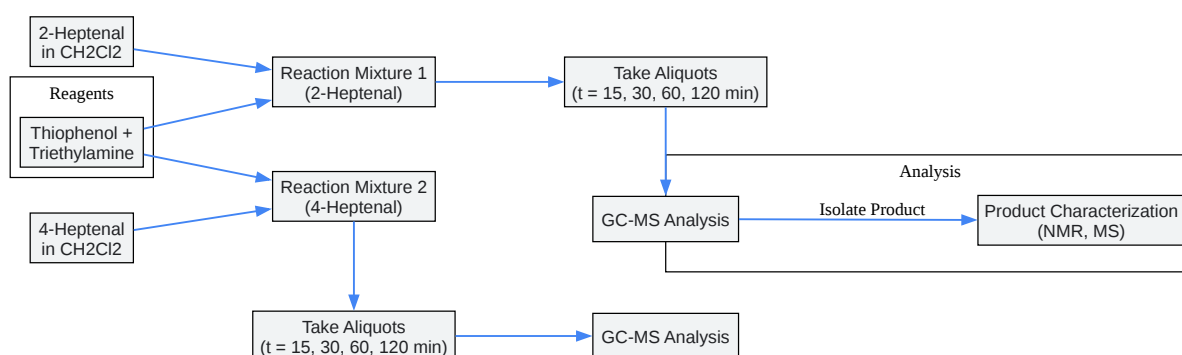 2-Heptenal
in CH2Cl2
Reagents
Thiophenol +
Triethylamine
4-Heptenal
in CH2Cl2
Reaction Mixture 1
(2-Heptenal)
Reaction Mixture 2
(4-Heptenal)
Take Aliquots
(t = 15, 30, 60, 120 min)
Analysis
GC-MS Analysis
Isolate Product
Product Characterization
(NMR, MS)
Take Aliquots
(t = 15, 30, 60, 120 min)
GC-MS Analysis